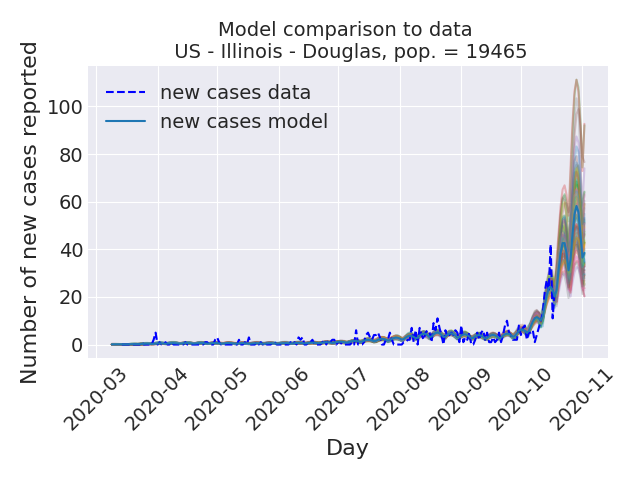 Model comparison to data
US - Illinois - Douglas, pop. = 19465
Number of new cases reported
new cases data
new cases model
100
80
60
40
20
0
2020-03
2020-04
2020-05
2020-06
2020-07
2020-08
2020-09
2020-10
2020-11
Day